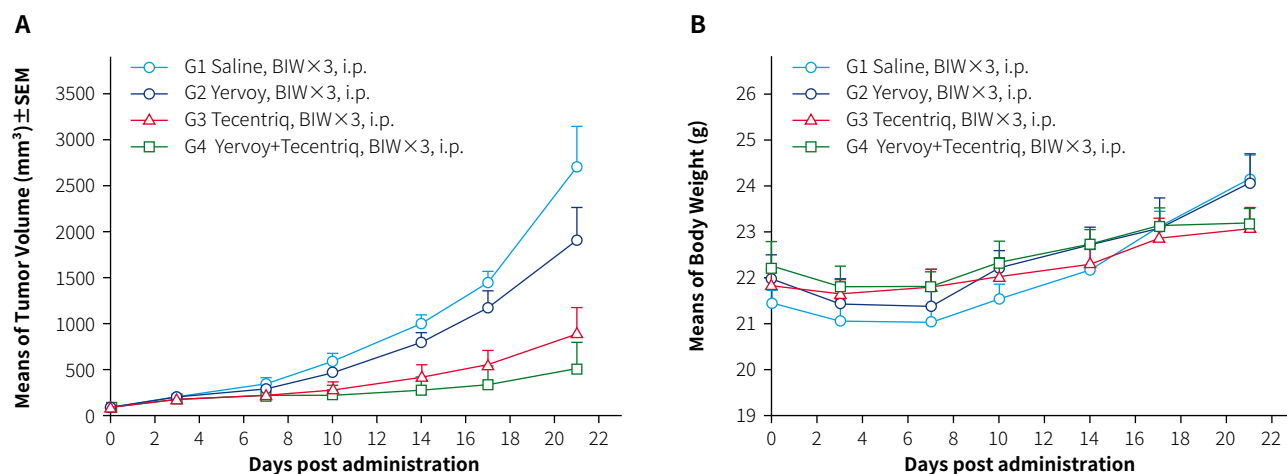 A
G1 Saline, BIW×3, i.p.
G2 Yervoy, BIW×3, i.p.
G3 Tecentriq, BIW×3, i.p.
G4 Yervoy+Tecentriq, BIW×3, i.p.
Means of Tumor Volume (mm³)±SEM
3500
3000
2500
2000
1500
1000
500
0
0 2 4 6 8 10 12 14 16 18 20 22
Days post administration
B
G1 Saline, BIW×3, i.p.
G2 Yervoy, BIW×3, i.p.
G3 Tecentriq, BIW×3, i.p.
G4 Yervoy+Tecentriq, BIW×3, i.p.
Means of Body Weight (g)
26
25
24
23
22
21
20
19
0 2 4 6 8 10 12 14 16 18 20 22
Days post administration